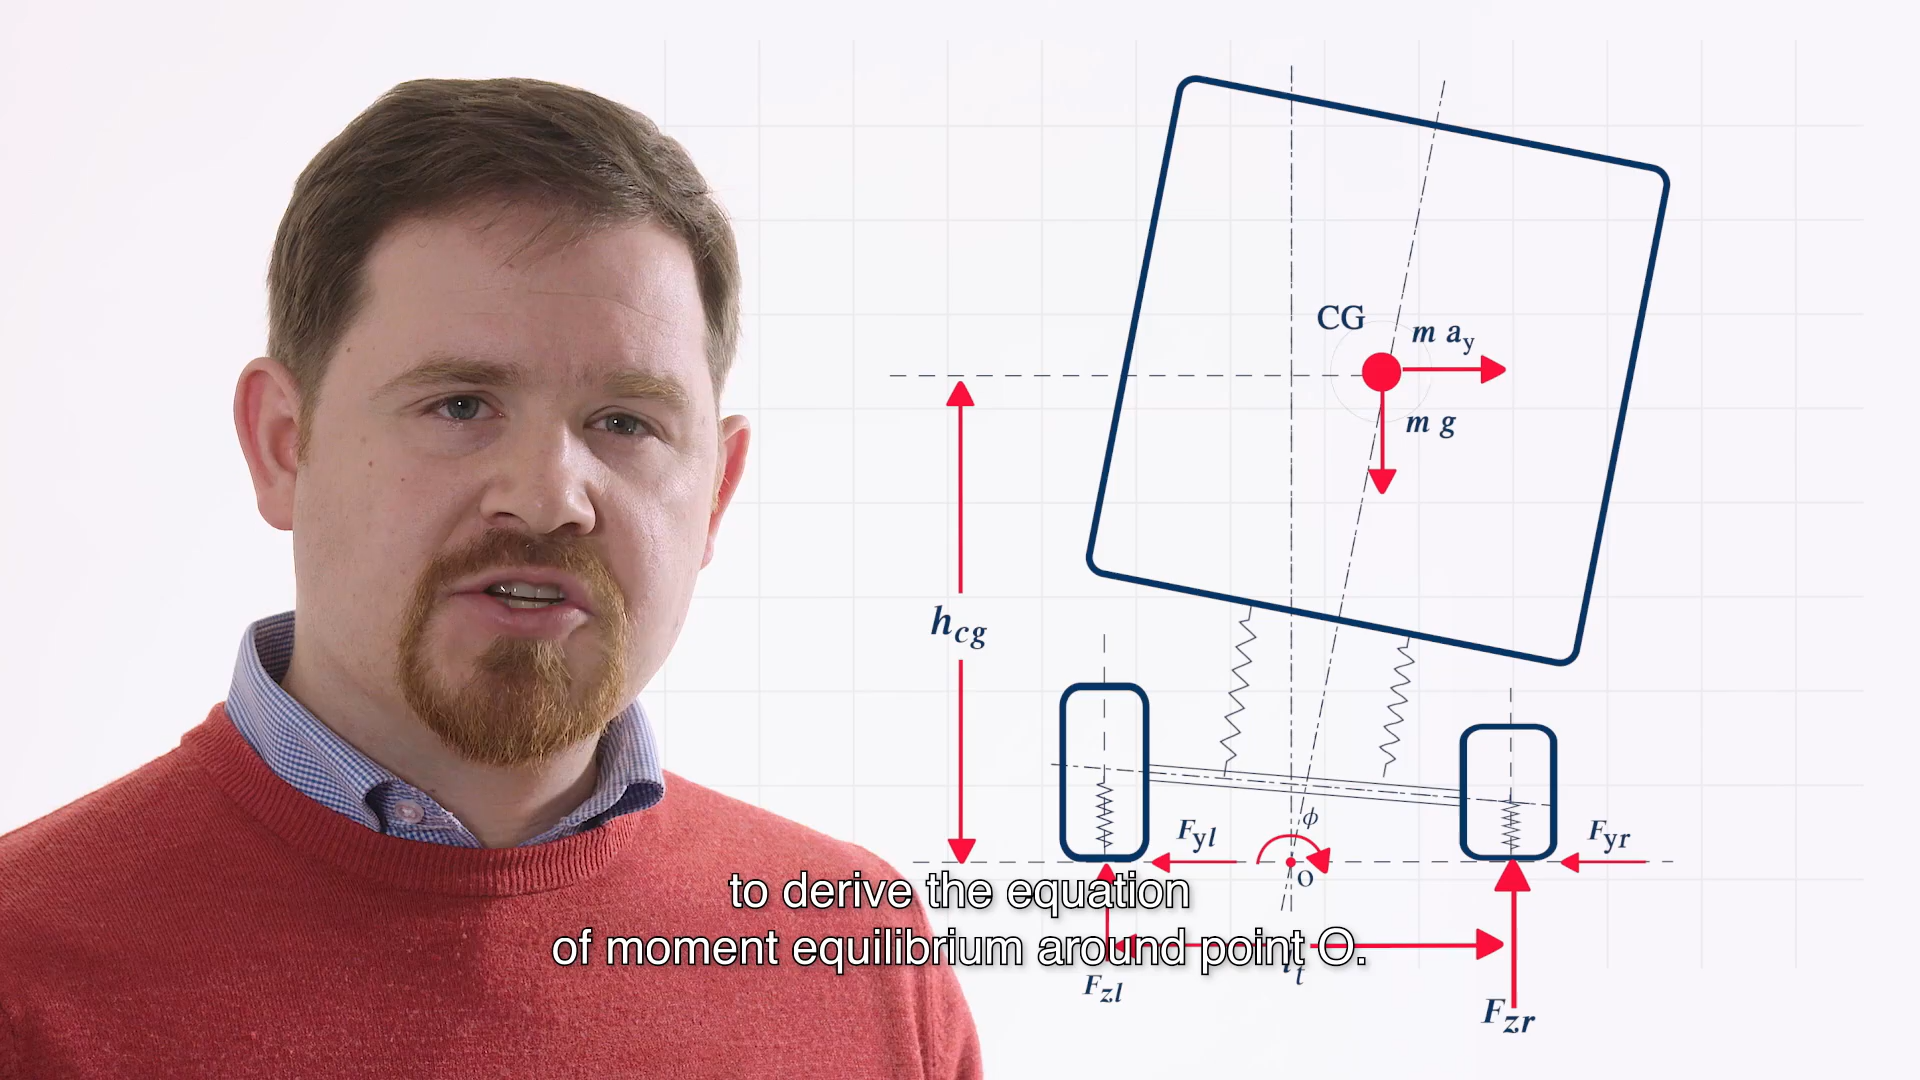 CG
m a_y
m g
h_cg
F_yl
ϕ
F_yr
O
to derive the equation
of moment equilibrium around point O.
F_zl
F_zr